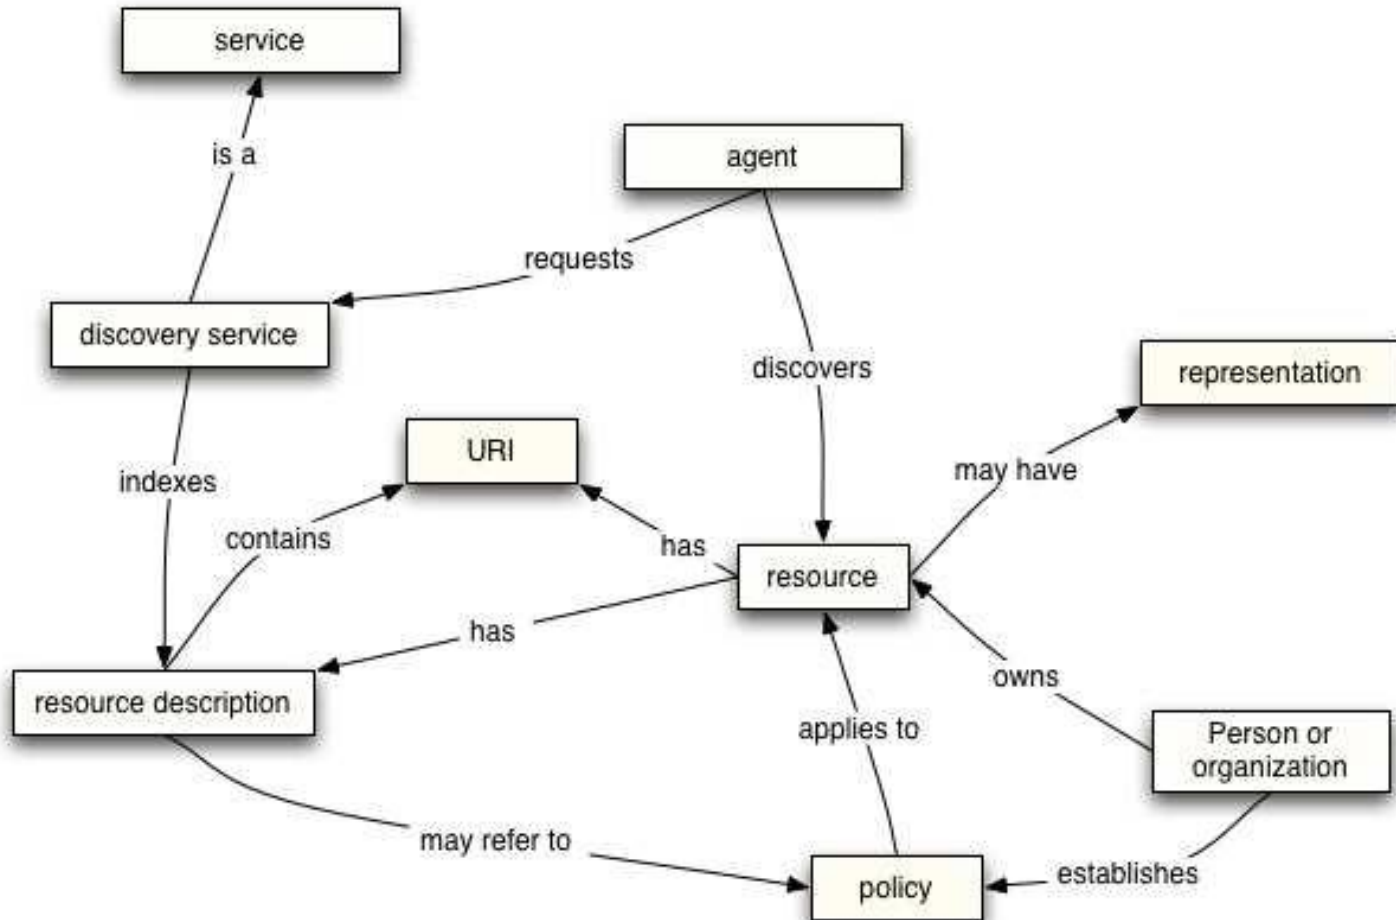 service
is a
agent
requests
discovery service
discovers
representation
URI
may have
indexes
contains
has
resource
has
owns
resource description
applies to
Person or
organization
may refer to
establishes
policy